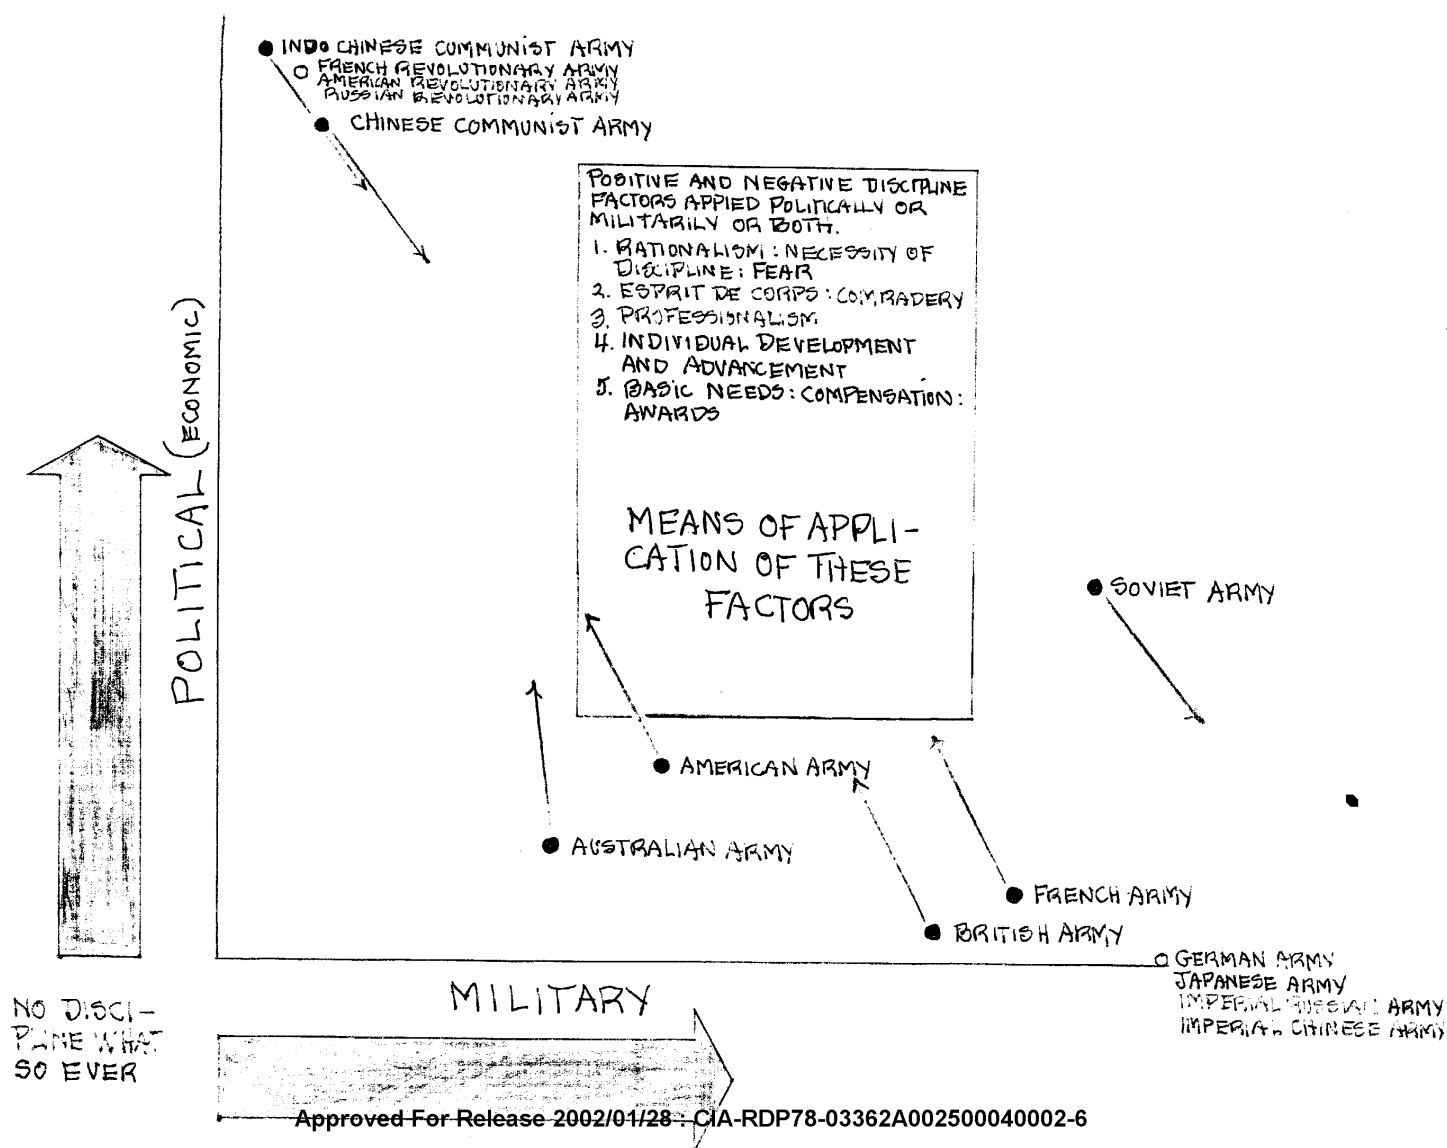 INDO CHINESE COMMUNIST ARMY
FRENCH REVOLUTIONARY ARMY
AMERICAN REVOLUTIONARY ARMY
RUSSIAN REVOLUTIONARY ARMY
CHINESE COMMUNIST ARMY
POSITIVE AND NEGATIVE DISCIPLINE
FACTORS APPIED POLITICALLY OR
MILITARILY OR BOTH.
1. RATIONALISM: NECESSITY OF
DISCIPLINE: FEAR
2. ESPRIT DE CORPS: COMRADERY
3. PROFESSIONALISM
4. INDIVIDUAL DEVELOPMENT
AND ADVANCEMENT
5. BASIC NEEDS: COMPENSATION:
AWARDS
MEANS OF APPLI-
CATION OF THESE
FACTORS
POLITICAL (ECONOMIC)
SOVIET ARMY
AMERICAN ARMY
AUSTRALIAN ARMY
FRENCH ARMY
BRITISH ARMY
GERMAN ARMY
JAPANESE ARMY
IMPERIAL RUSSIAN ARMY
IMPERIAL CHINESE ARMY
MILITARY
NO DISCI-
PLINE WHAT
SO EVER
Approved For Release 2002/01/28 : CIA-RDP78-03362A002500040002-6